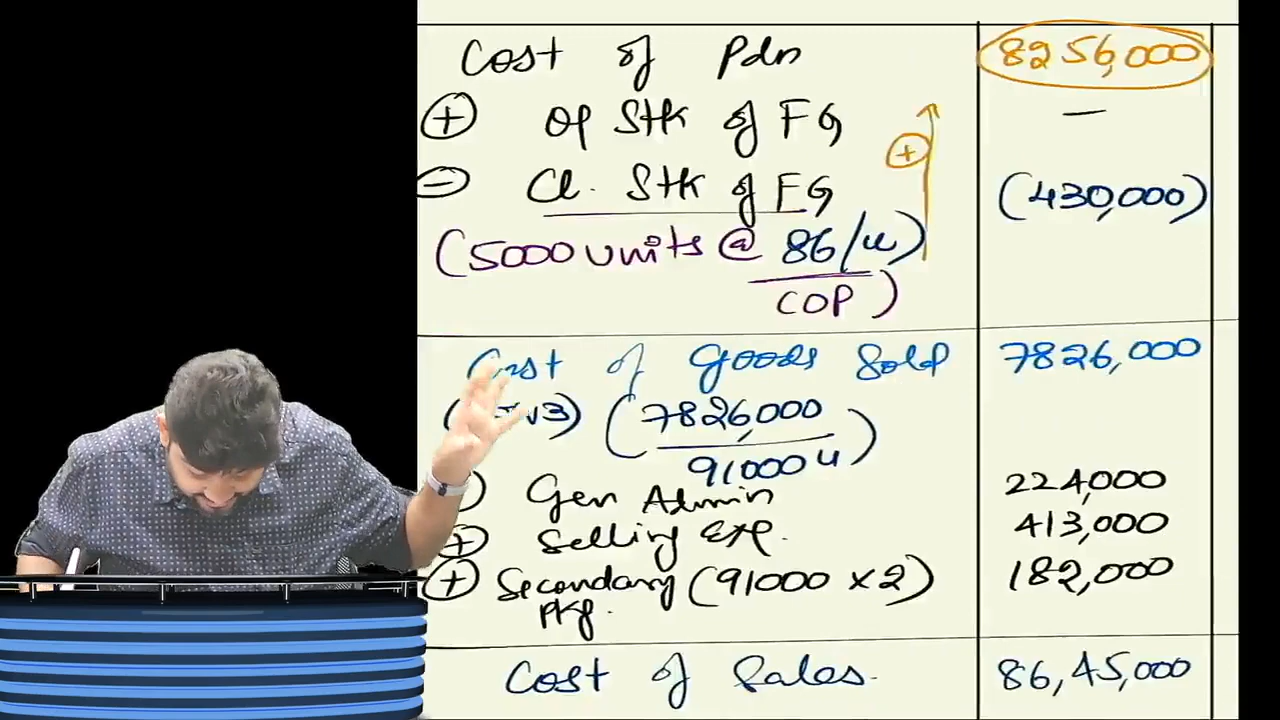 Cost of Pdn 8256,000
+ Op Stk of FG —
− Cl. Stk of FG (430,000)
+
(5000 units @ 86/u
COP)
Cost of Goods Sold 7826,000
(7826,000
91000 u)
Gen Admin 224,000
+ Selling Exp. 413,000
+ Secondary (91000 x 2) 182,000
Pkg.
Cost of Sales. 86,45,000